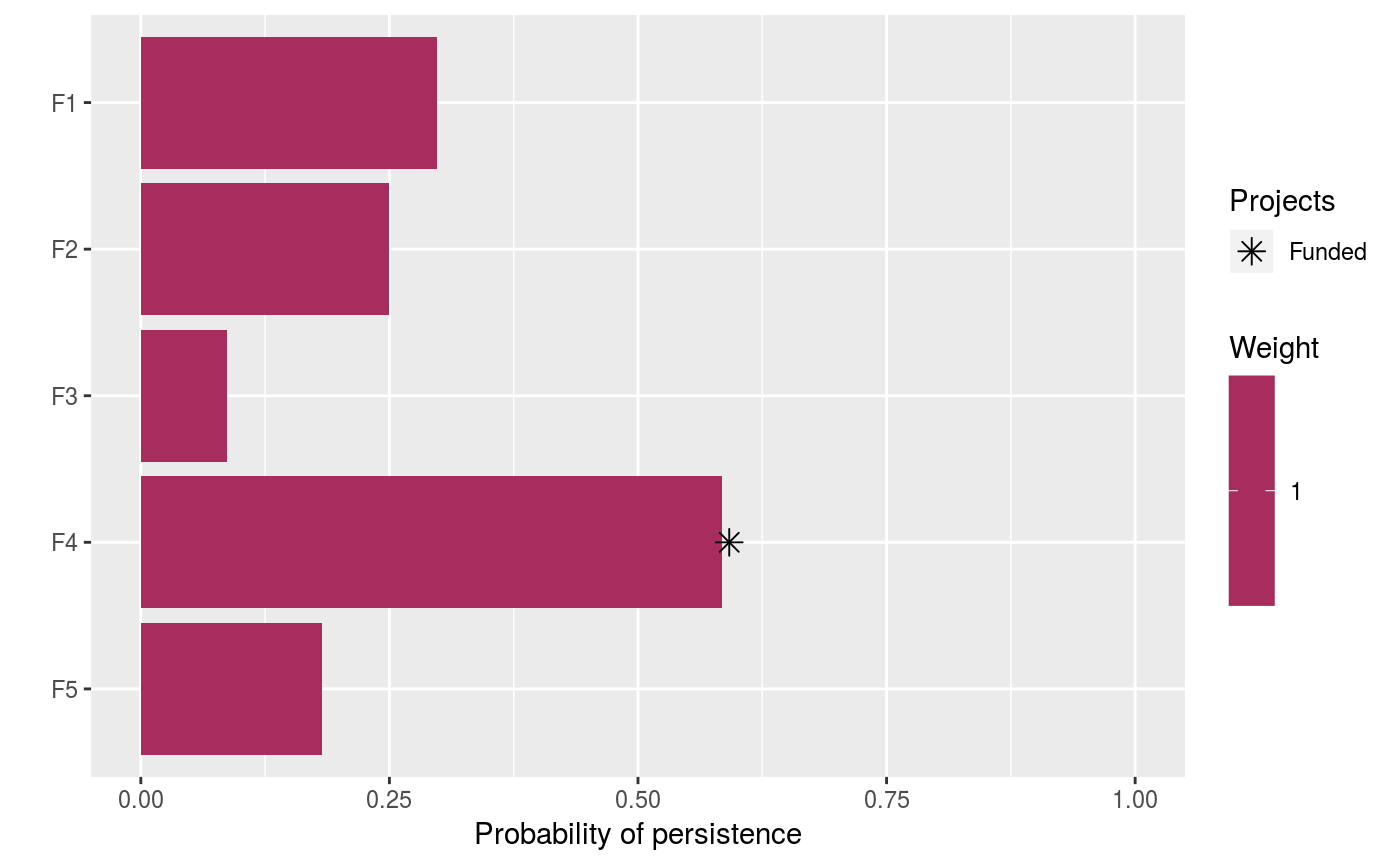 F1
F2
F3
F4
F5
0.00 0.25 0.50 0.75 1.00
Probability of persistence
Projects
Funded
Weight
1